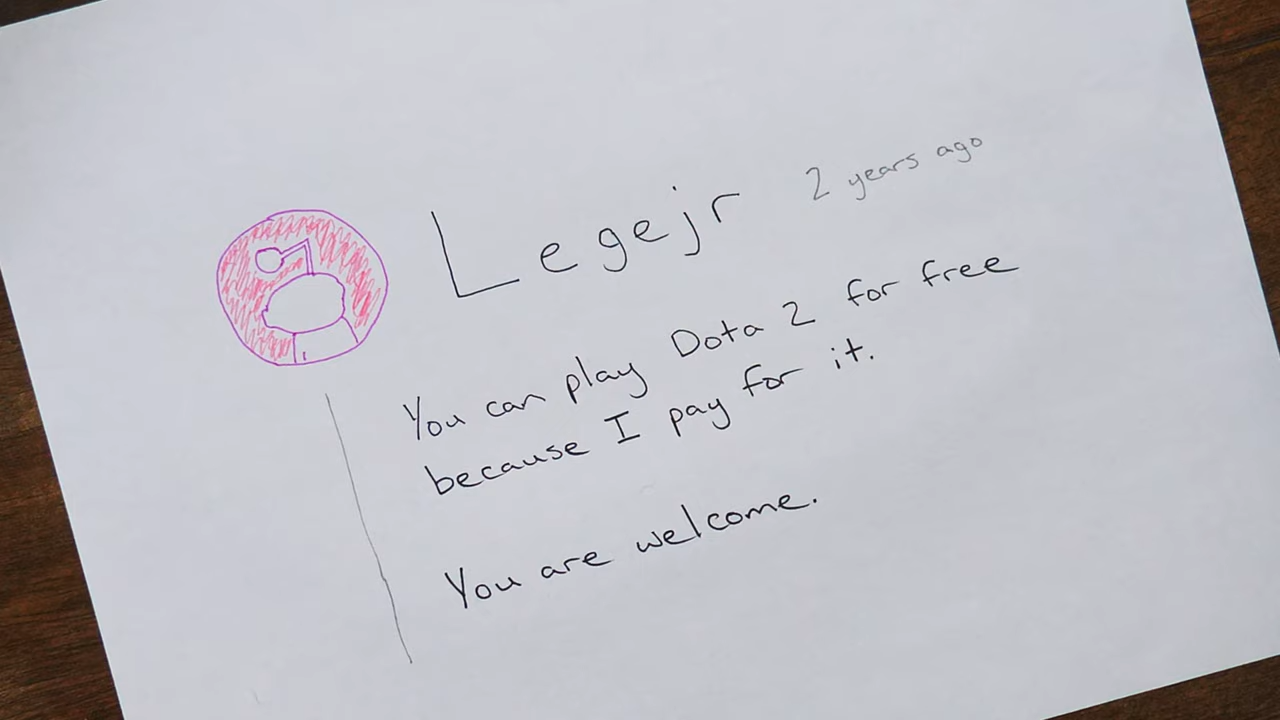 Legejr 2 years ago
You can play Dota 2 for free
because I pay for it.
You are welcome.